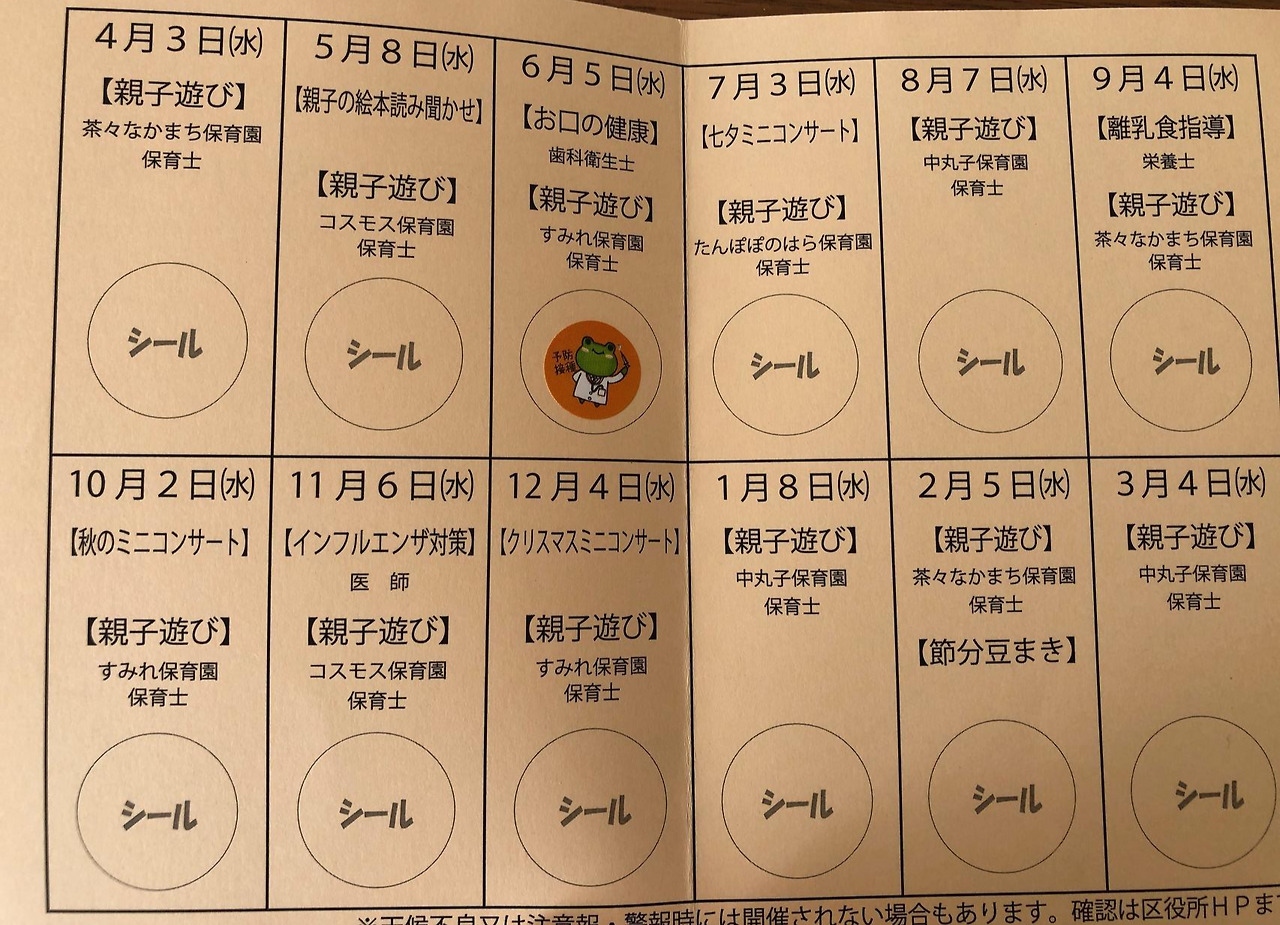 4月3日㈬
【親子遊び】
茶々なかまち保育園
保育士
シール
5月8日㈬
【親子の絵本読み聞かせ】
【親子遊び】
コスモス保育園
保育士
シール
6月5日㈬
【お口の健康】
歯科衛生士
【親子遊び】
すみれ保育園
保育士
予防
接種
7月3日㈬
【七夕ミニコンサート】
【親子遊び】
たんぽぽのはら保育園
保育士
シール
8月7日㈬
【親子遊び】
中丸子保育園
保育士
シール
9月4日㈬
【離乳食指導】
栄養士
【親子遊び】
茶々なかまち保育園
保育士
シール
10月2日㈬
【秋のミニコンサート】
【親子遊び】
すみれ保育園
保育士
シール
11月6日㈬
【インフルエンザ対策】
医 師
【親子遊び】
コスモス保育園
保育士
シール
12月4日㈬
【クリスマスミニコンサート】
【親子遊び】
すみれ保育園
保育士
シール
1月8日㈬
【親子遊び】
中丸子保育園
保育士
シール
2月5日㈬
【親子遊び】
茶々なかまち保育園
保育士
【節分豆まき】
シール
3月4日㈬
【親子遊び】
中丸子保育園
保育士
シール
※天候不良又は注意報・警報時には開催されない場合もあります。確認は区役所HPま